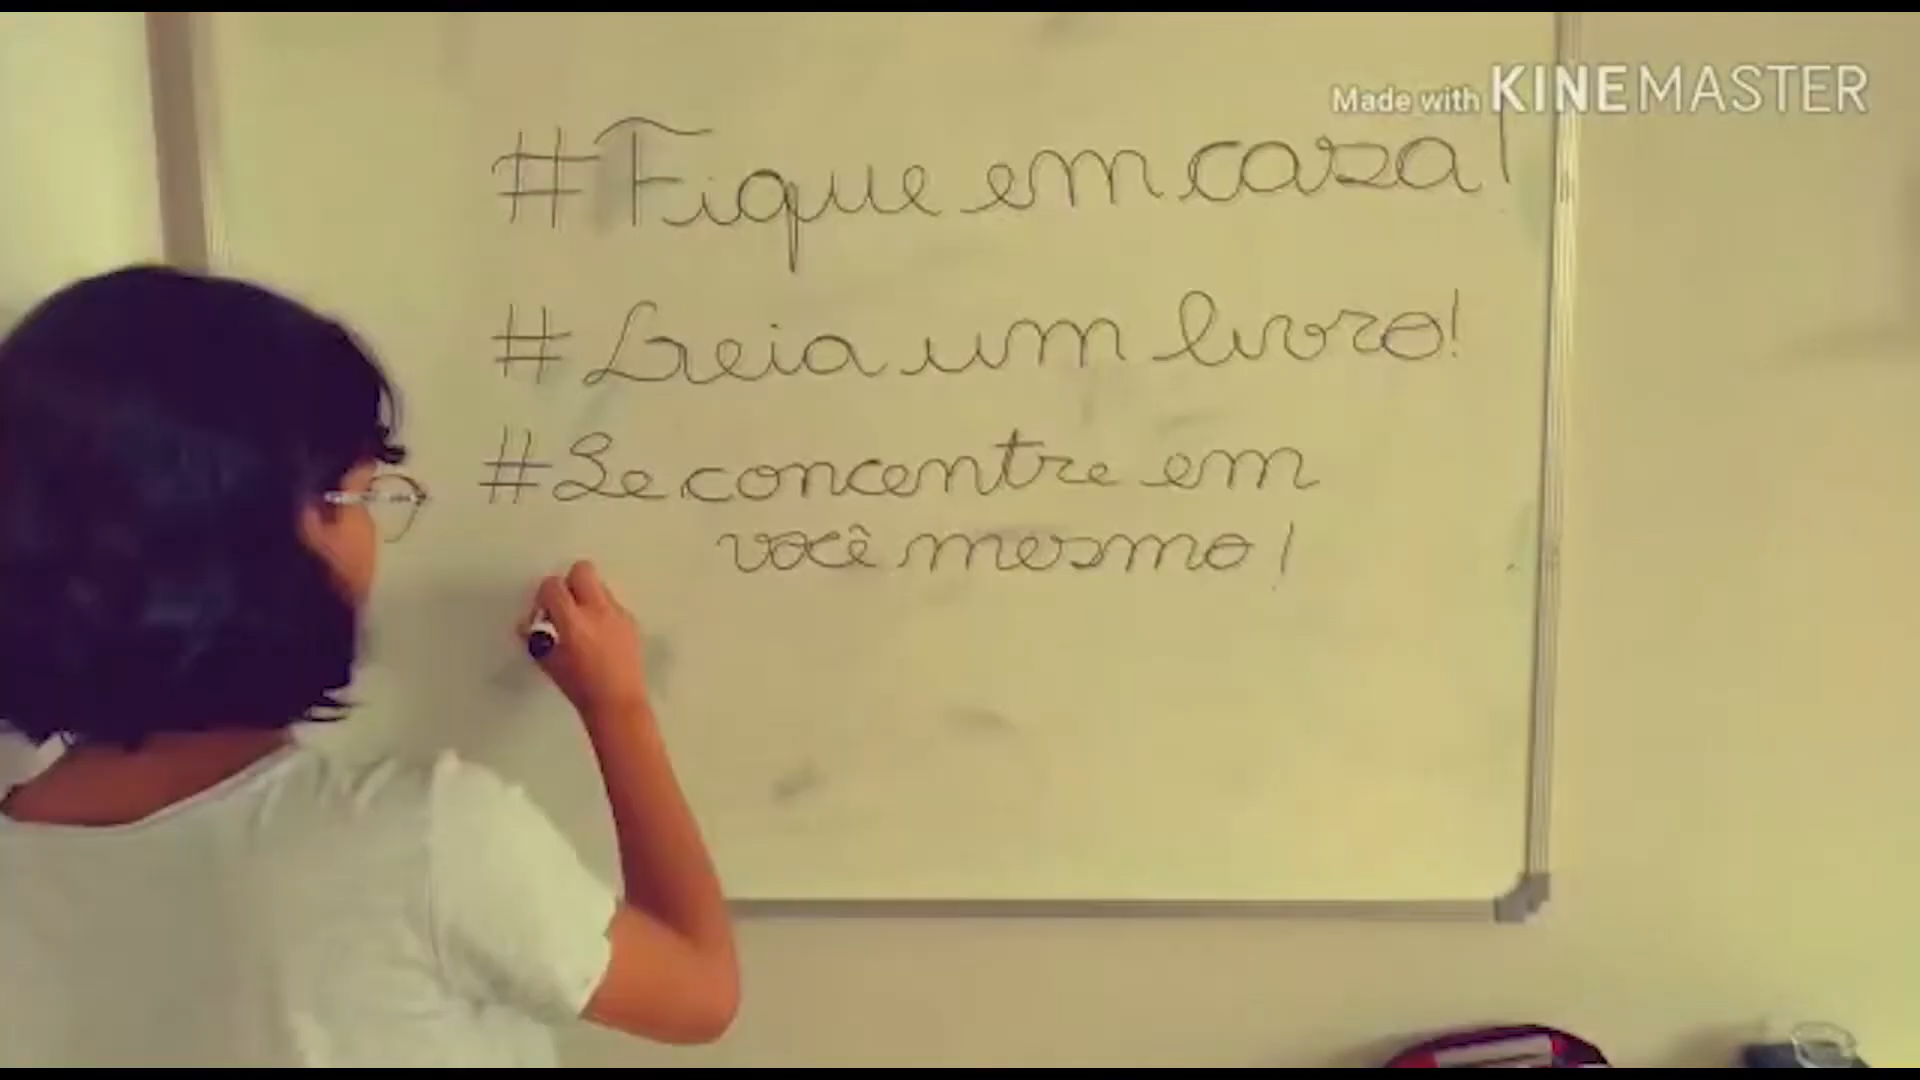 Made with KINEMASTER
#Fique em casa!
#Leia um livro!
#Se concentre em
você mesmo!